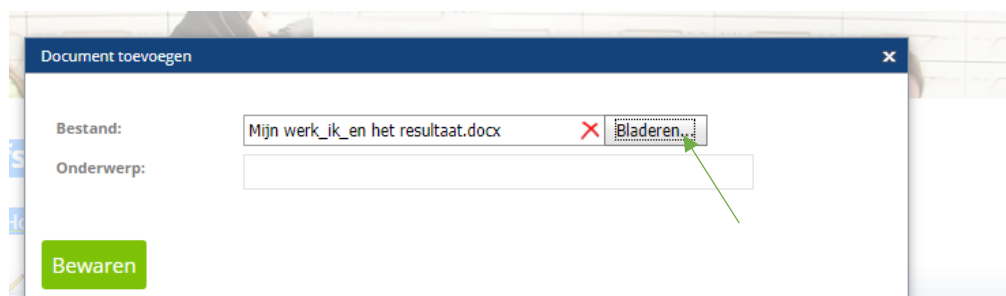 Document toevoegen
Bestand: Mijn werk_ik_en het resultaat.docx Bladeren...
Onderwerp:
Bewaren